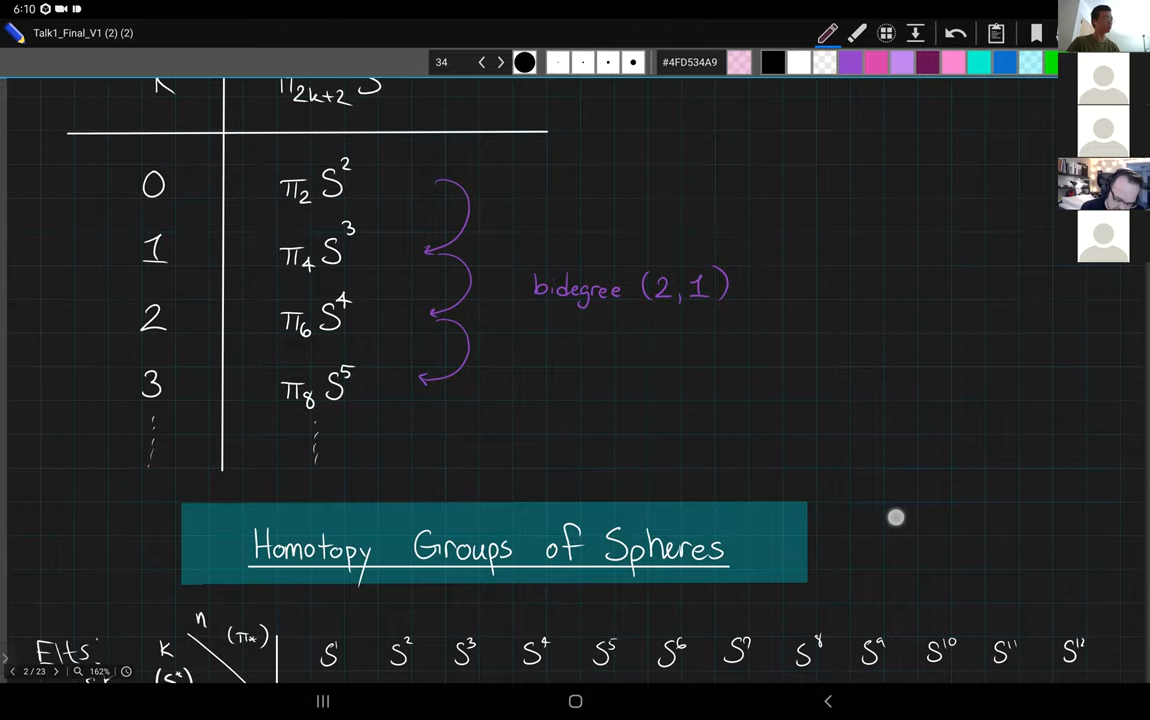 6:10
Talk1_Final_V1 (2) (2)
34
#4FD534A9
π₂ₖ₊₂ S
0 π₂ S²
1 π₄ S³
2 π₆ S⁴
3 π₈ S⁵
bidegree (2, 1)
Homotopy Groups of Spheres
n
Elts: k (π*) S¹ S² S³ S⁴ S⁵ S⁶ S⁷ S⁸ S⁹ S¹⁰ S¹¹ S¹²
(S*)
2 / 23 162%